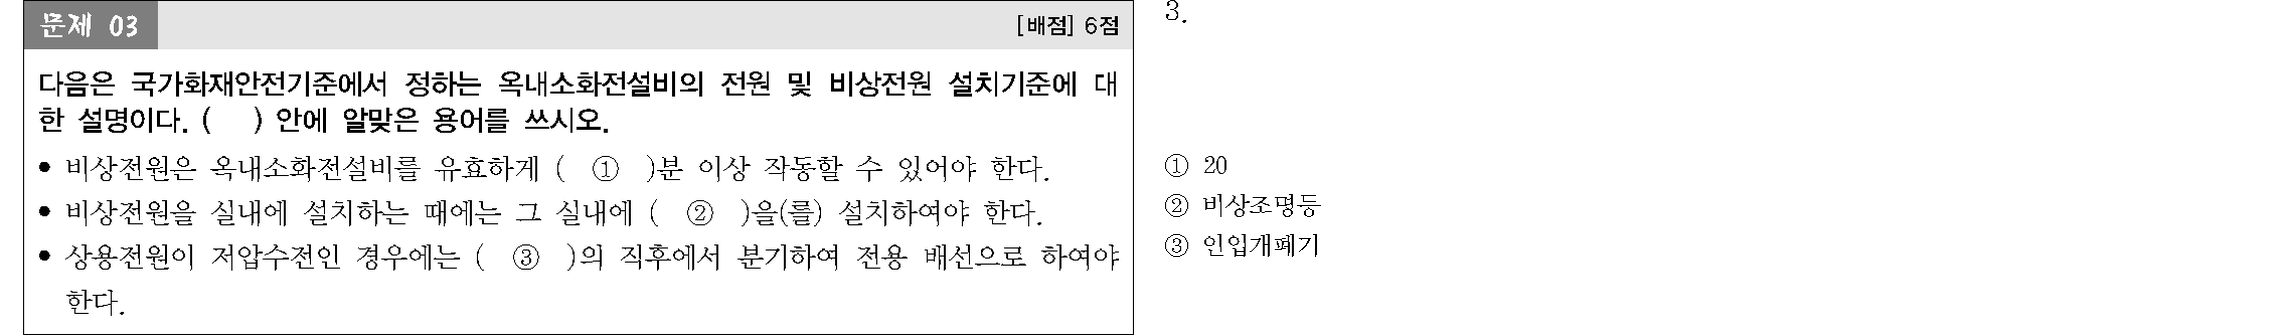 문제 03 [배점] 6점
다음은 국가화재안전기준에서 정하는 옥내소화전설비의 전원 및 비상전원 설치기준에 대
한 설명이다. ( ) 안에 알맞은 용어를 쓰시오.
• 비상전원은 옥내소화전설비를 유효하게 ( ① )분 이상 작동할 수 있어야 한다.
• 비상전원을 실내에 설치하는 때에는 그 실내에 ( ② )을(를) 설치하여야 한다.
• 상용전원이 저압수전인 경우에는 ( ③ )의 직후에서 분기하여 전용 배선으로 하여야
한다.
3.
① 20
② 비상조명등
③ 인입개폐기